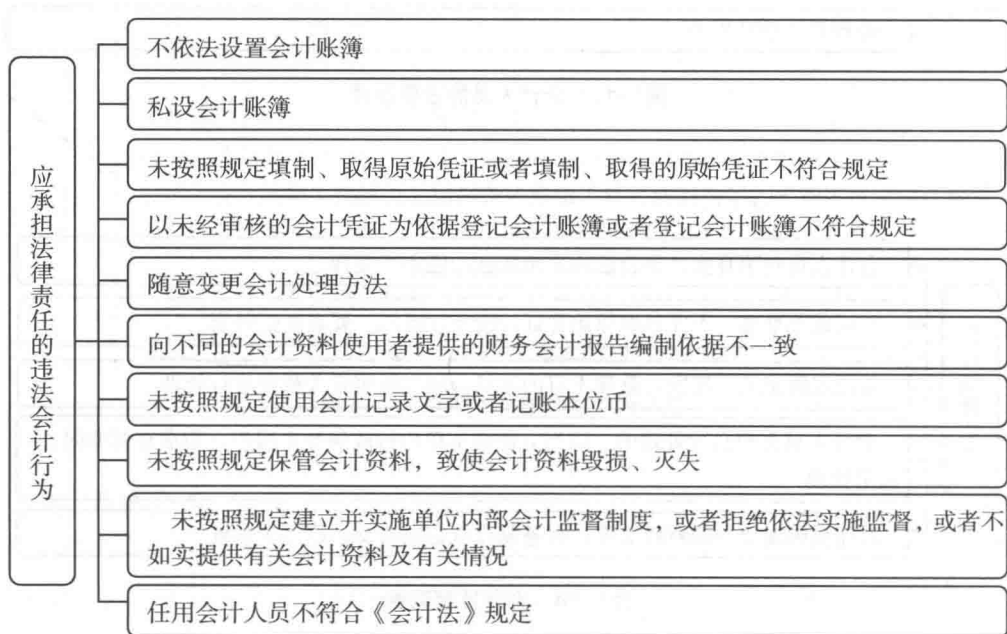 应承担法律责任的违法会计行为
不依法设置会计账簿
私设会计账簿
未按照规定填制、取得原始凭证或者填制、取得的原始凭证不符合规定
以未经审核的会计凭证为依据登记会计账簿或者登记会计账簿不符合规定
随意变更会计处理方法
向不同的会计资料使用者提供的财务会计报告编制依据不一致
未按照规定使用会计记录文字或者记账本位币
未按照规定保管会计资料，致使会计资料毁损、灭失
未按照规定建立并实施单位内部会计监督制度，或者拒绝依法实施监督，或者不
如实提供有关会计资料及有关情况
任用会计人员不符合《会计法》规定